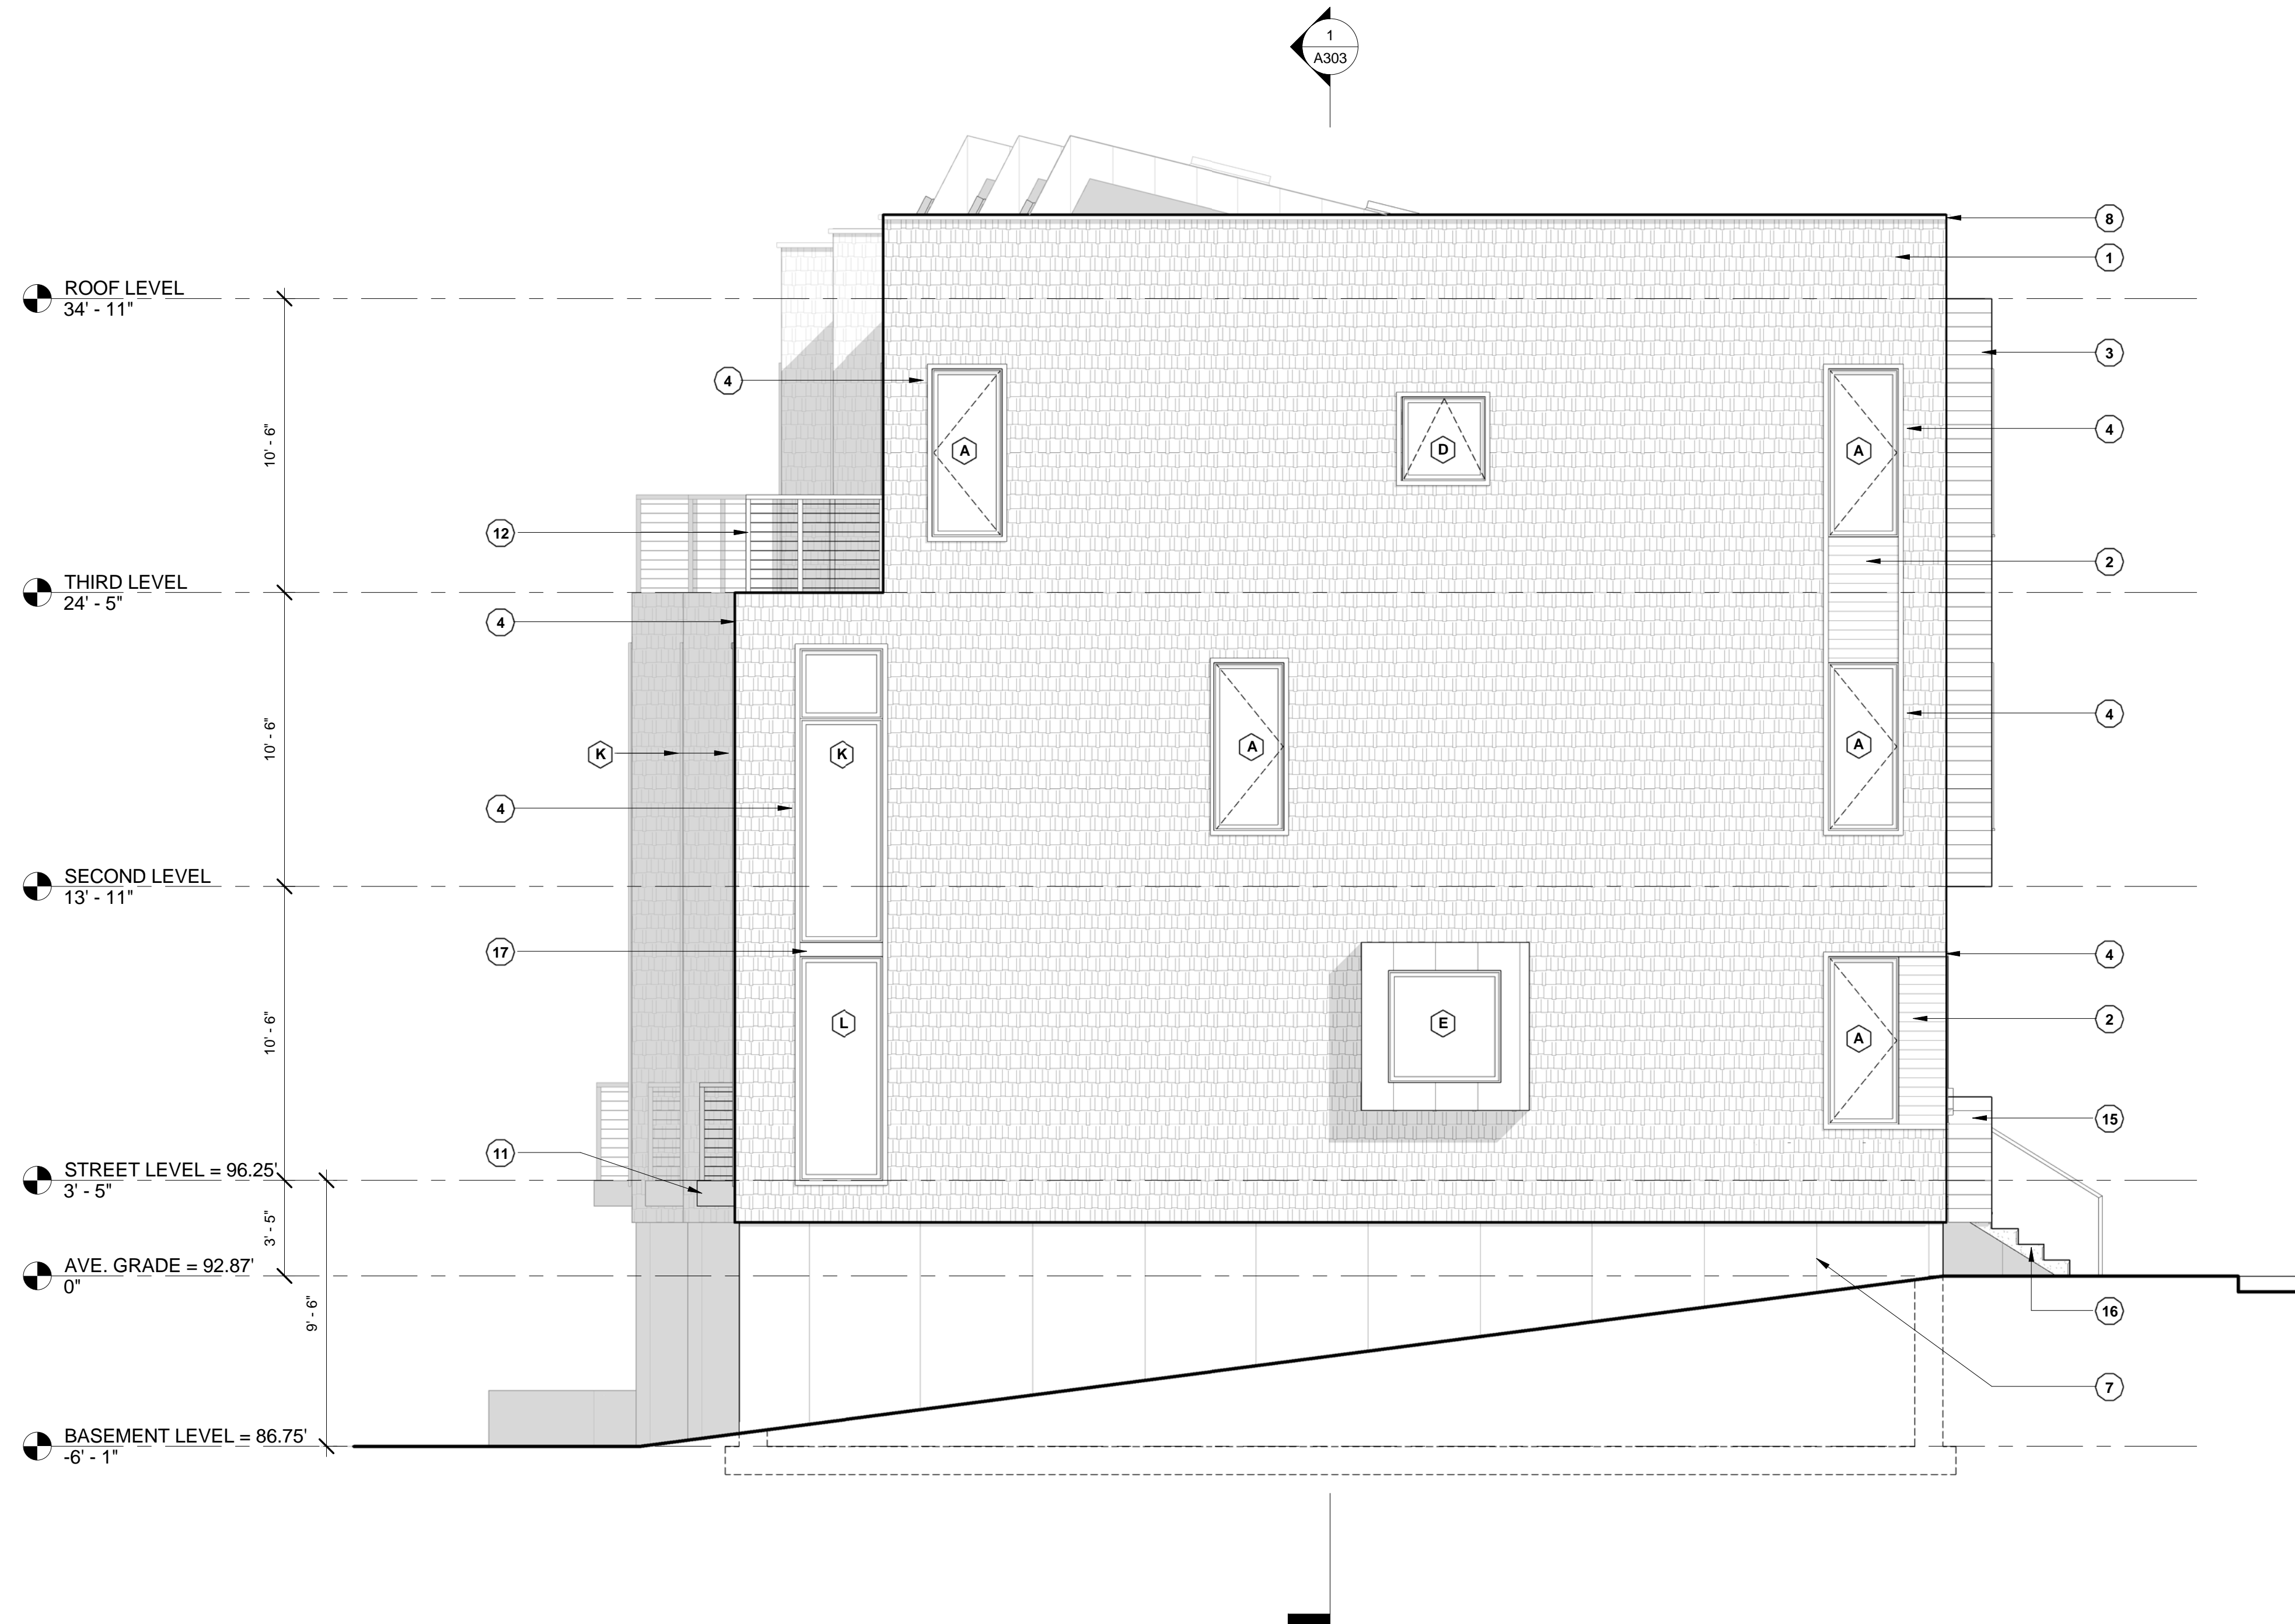 1
A303
8
1
ROOF LEVEL
34' - 11"
3
4
4
10' - 6"
A
D
A
12
2
THIRD LEVEL
24' - 5"
4
4
10' - 6"
K
K
A
A
4
SECOND LEVEL
13' - 11"
17
4
10' - 6"
L
E
A
2
15
11
STREET LEVEL = 96.25'
3' - 5"
3' - 5"
AVE. GRADE = 92.87'
0"
9' - 6"
16
7
BASEMENT LEVEL = 86.75'
-6' - 1"